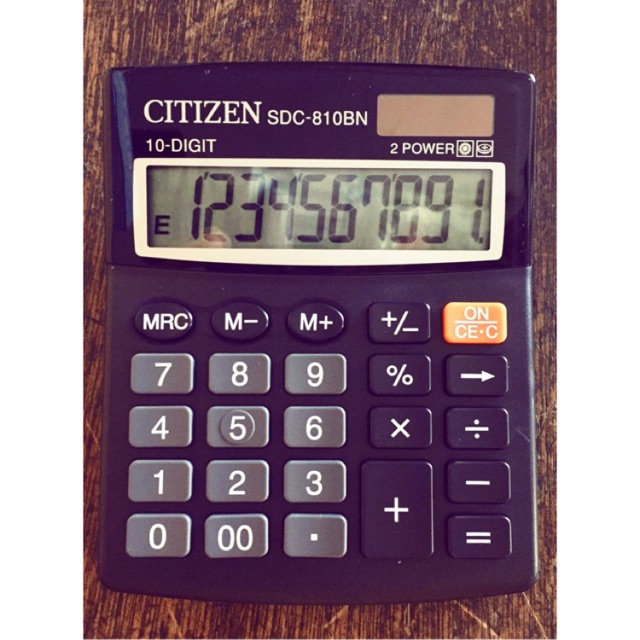 CITIZEN SDC-810BN
10-DIGIT 2 POWER
E 1234567891.
MRC M– M+ +/– ON CE·C
7 8 9 % →
4 5 6 × ÷
1 2 3 + –
0 00 . =